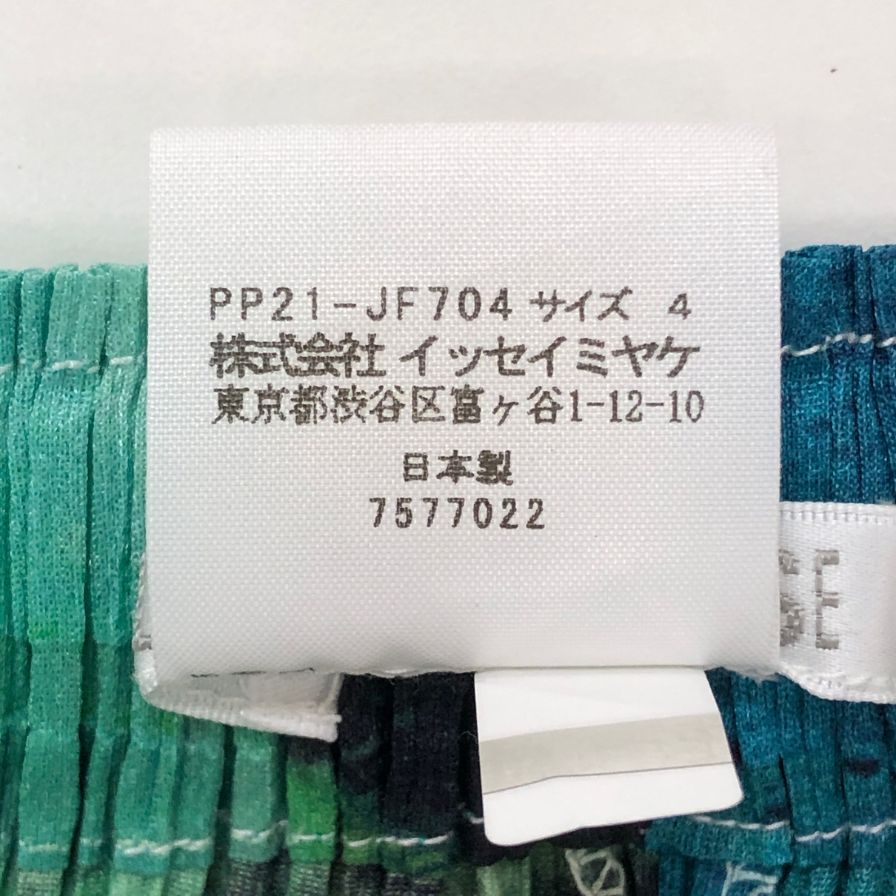 PP21-JF704 サイズ 4
株式会社 イッセイミヤケ
東京都渋谷区富ヶ谷1-12-10
日本製
7577022
SE